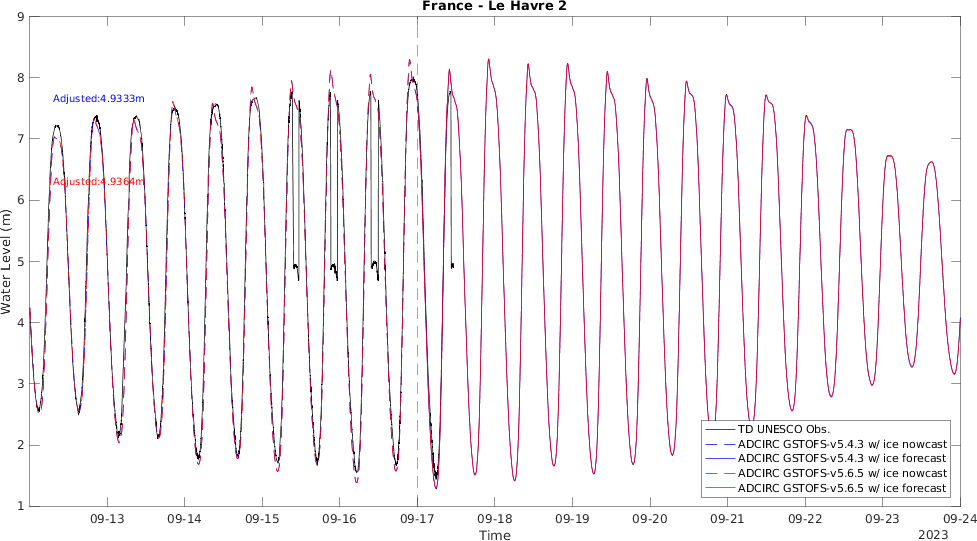 France - Le Havre 2
9
8
7
6
5
4
3
2
1
Water Level (m)
Adjusted:4.9333m
Adjusted:4.9364m
TD UNESCO Obs.
ADCIRC GSTOFS-v5.4.3 w/ ice nowcast
ADCIRC GSTOFS-v5.4.3 w/ ice forecast
ADCIRC GSTOFS-v5.6.5 w/ ice nowcast
ADCIRC GSTOFS-v5.6.5 w/ ice forecast
09-13 09-14 09-15 09-16 09-17 09-18 09-19 09-20 09-21 09-22 09-23 09-24
Time
2023